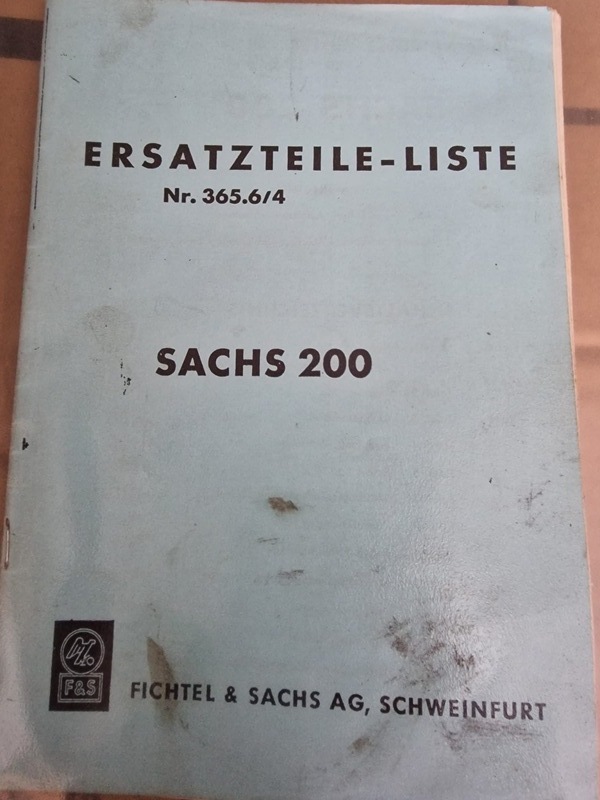 ERSATZTEILE-LISTE
Nr. 365.6/4
SACHS 200
F&S
FICHTEL & SACHS AG, SCHWEINFURT